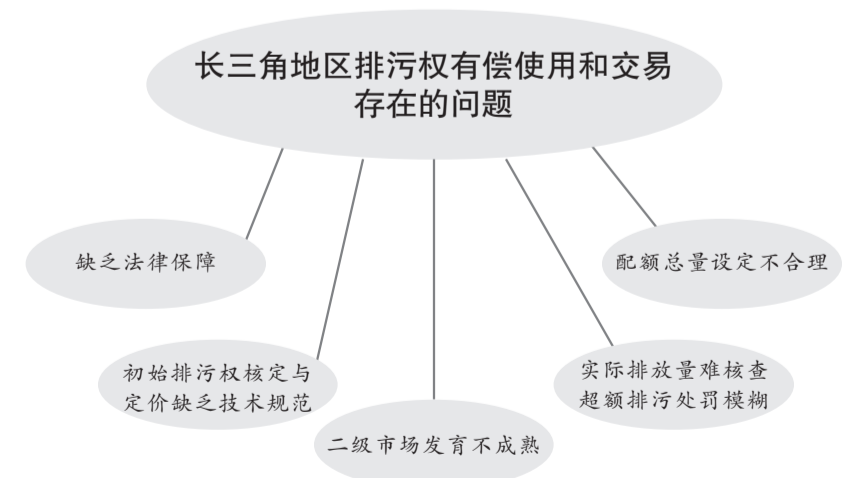 长三角地区排污权有偿使用和交易
存在的问题
缺乏法律保障
配额总量设定不合理
初始排污权核定与
定价缺乏技术规范
实际排放量难核查
超额排污处罚模糊
二级市场发育不成熟